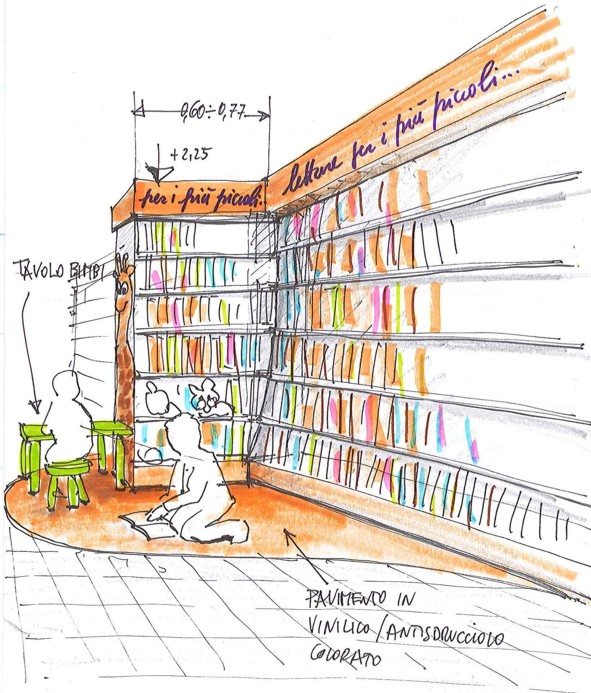 0,60÷0,77
+2,25
per i più piccoli..
letture per i più piccoli...
TAVOLO BIMBI
PAVIMENTO IN
VINILICO/ANTISDRUCCIOLO
COLORATO